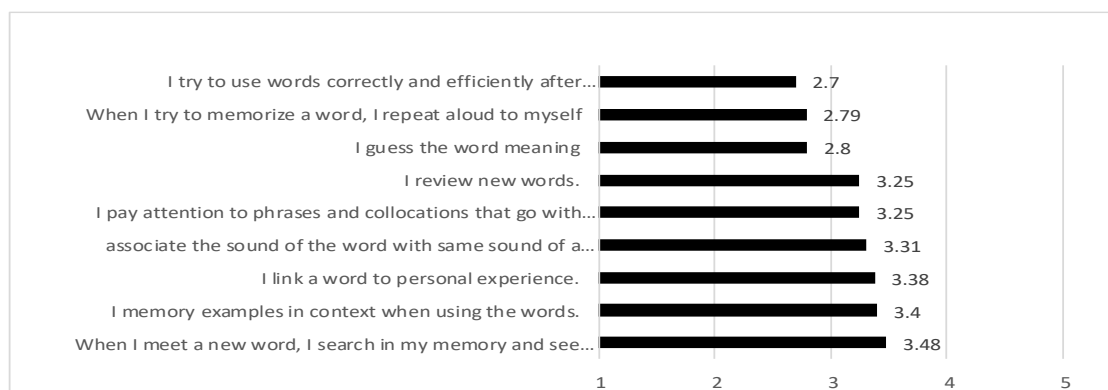 I try to use words correctly and efficiently after... 2.7
When I try to memorize a word, I repeat aloud to myself 2.79
I guess the word meaning 2.8
I review new words. 3.25
I pay attention to phrases and collocations that go with... 3.25
associate the sound of the word with same sound of a... 3.31
I link a word to personal experience. 3.38
I memory examples in context when using the words. 3.4
When I meet a new word, I search in my memory and see... 3.48
1 2 3 4 5